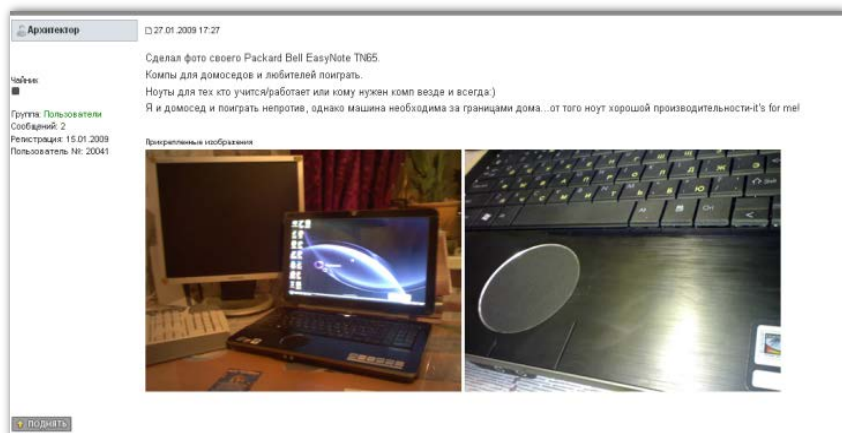 Архитектор
27.01.2009 17:27
Сделал фото своего Packard Bell EasyNote TN65.
Компы для домоседов и любителей поиграть.
Ноуты для тех кто учится/работает или кому нужен комп везде и всегда:)
Я и домосед и поиграть непротив, однако машина необходима за границами дома...от того ноут хорошой производительности-it's for me!
Чайник
Группа: Пользователи
Сообщений: 2
Регистрация: 15.01.2009
Пользователь №: 20041
Прикрепленные изображения
ПОДНЯТЬ